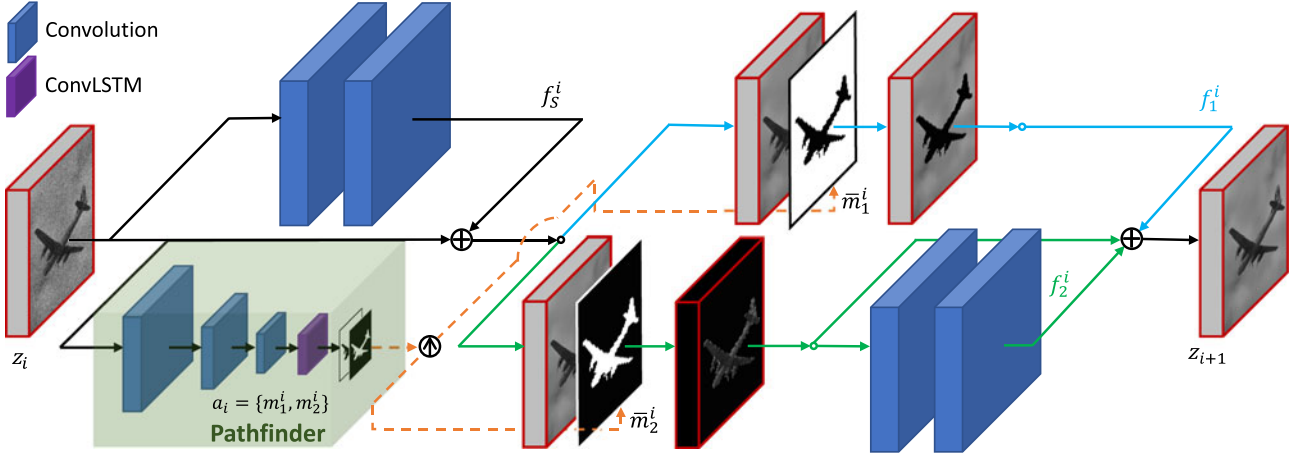 Convolution
ConvLSTM
f_S^i
f_1^i
z_i
m̅_1^i
f_2^i
z_{i+1}
a_i = {m_1^i, m_2^i}
Pathfinder
m̅_2^i